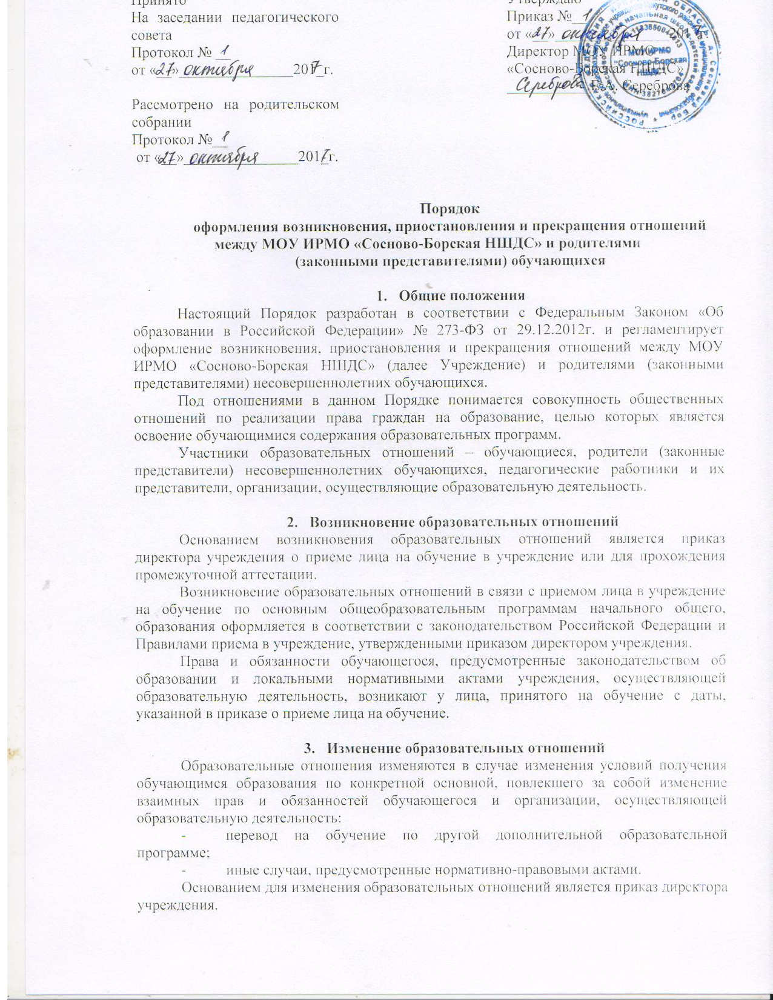 Принято
На заседании педагогического
совета
Протокол № 1
от «27» октября 2017 г.
Рассмотрено на родительском
собрании
Протокол № 1
от «27» октября 2017 г.
Утверждаю
Приказ № 1
от «27» октября 2017г.
Директор МОУ ИРМО
«Сосново-Борская НШДС»
Сереброва Е.А. Сереброва
МОУ ИРМО
"Сосново-Борская
НШДС"
Порядок
оформления возникновения, приостановления и прекращения отношений
между МОУ ИРМО «Сосново-Борская НШДС» и родителями
(законными представителями) обучающихся
1. Общие положения
Настоящий Порядок разработан в соответствии с Федеральным Законом «Об
образовании в Российской Федерации» № 273-ФЗ от 29.12.2012г. и регламентирует
оформление возникновения, приостановления и прекращения отношений между МОУ
ИРМО «Сосново-Борская НШДС» (далее Учреждение) и родителями (законными
представителями) несовершеннолетних обучающихся.
Под отношениями в данном Порядке понимается совокупность общественных
отношений по реализации права граждан на образование, целью которых является
освоение обучающимися содержания образовательных программ.
Участники образовательных отношений – обучающиеся, родители (законные
представители) несовершеннолетних обучающихся, педагогические работники и их
представители, организации, осуществляющие образовательную деятельность.
2. Возникновение образовательных отношений
Основанием возникновения образовательных отношений является приказ
директора учреждения о приеме лица на обучение в учреждение или для прохождения
промежуточной аттестации.
Возникновение образовательных отношений в связи с приемом лица в учреждение
на обучение по основным общеобразовательным программам начального общего,
образования оформляется в соответствии с законодательством Российской Федерации и
Правилами приема в учреждение, утвержденными приказом директором учреждения.
Права и обязанности обучающегося, предусмотренные законодательством об
образовании и локальными нормативными актами учреждения, осуществляющей
образовательную деятельность, возникают у лица, принятого на обучение с даты,
указанной в приказе о приеме лица на обучение.
3. Изменение образовательных отношений
Образовательные отношения изменяются в случае изменения условий получения
обучающимся образования по конкретной основной, повлекшего за собой изменение
взаимных прав и обязанностей обучающегося и организации, осуществляющей
образовательную деятельность:
- перевод на обучение по другой дополнительной образовательной
программе;
- иные случаи, предусмотренные нормативно-правовыми актами.
Основанием для изменения образовательных отношений является приказ директора
учреждения.